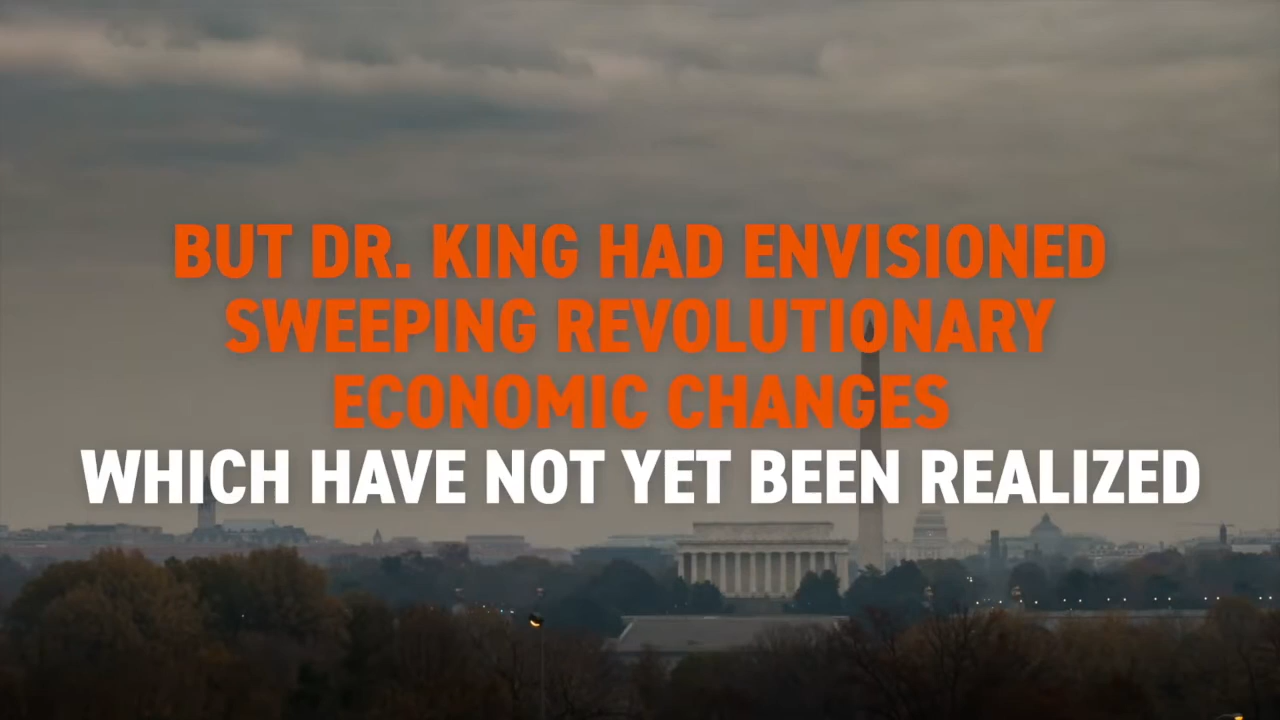 BUT DR. KING HAD ENVISIONED
SWEEPING REVOLUTIONARY
ECONOMIC CHANGES
WHICH HAVE NOT YET BEEN REALIZED